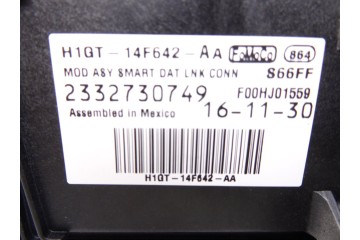 H1GT-14F642-AA FoMoCo 864
MOD ASY SMART DAT LNK CONN S66FF
2332730749 F00HJ01559
Assembled in Mexico 16-11-30
H1GT-14F642-AA